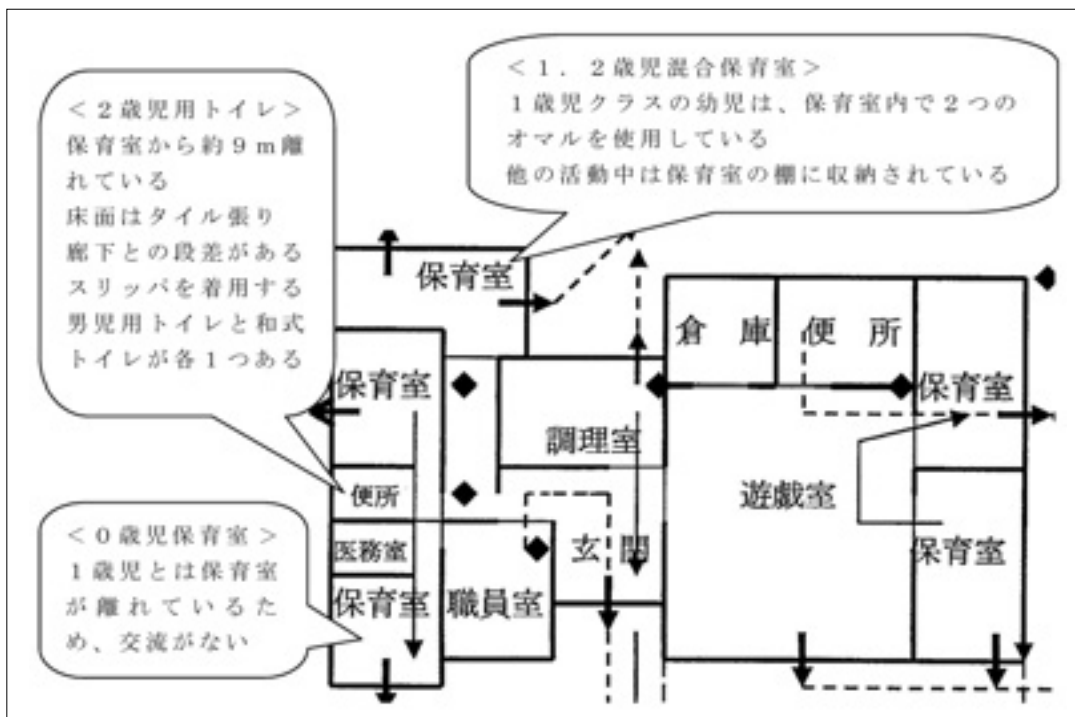 <1．2歳児混合保育室>
1歳児クラスの幼児は、保育室内で2つの
オマルを使用している
他の活動中は保育室の棚に収納されている
<2歳児用トイレ>
保育室から約9m離
れている
床面はタイル張り
廊下との段差がある
スリッパを着用する
男児用トイレと和式
トイレが各1つある
<0歳児保育室>
1歳児とは保育室
が離れているた
め、交流がない
保育室
倉庫
便所
保育室
保育室
調理室
便所
遊戯室
医務室
玄関
保育室
保育室
職員室